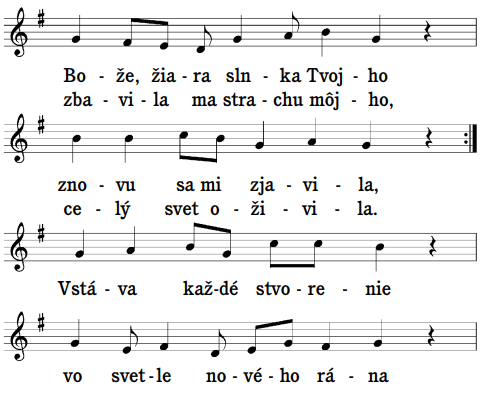 Bo - že, žia - ra sln - ka Tvoj - ho
zba - vi - la ma stra - chu môj - ho,
zno - vu sa mi zja - vi - la,
ce - lý svet o - ži - vi - la.
Vstá - va kaž - dé stvo - re - nie
vo svet - le no - vé - ho rá - na